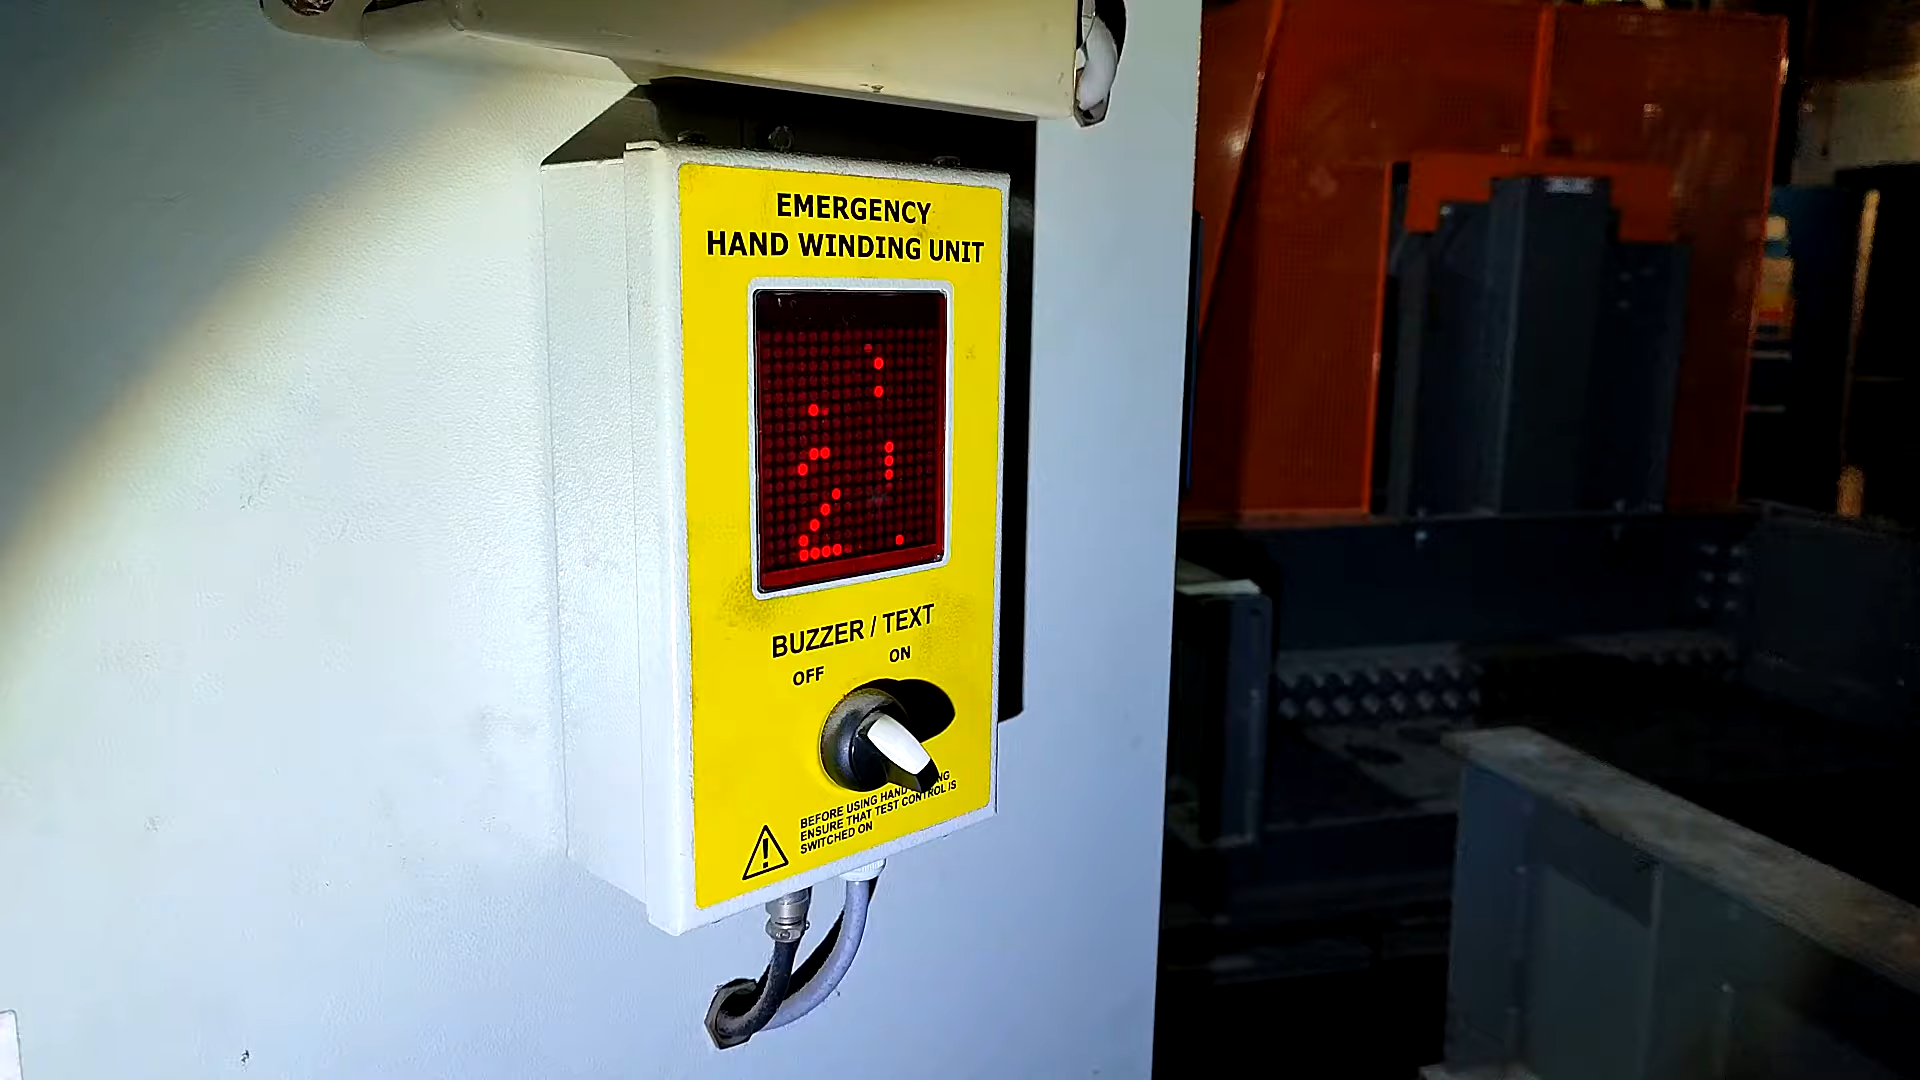 EMERGENCY
HAND WINDING UNIT
BUZZER / TEXT
OFF
ON
BEFORE USING HAND
ENSURE THAT TEST CONTROL IS
SWITCHED ON